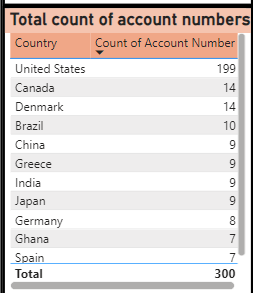 Total count of account numbers
Country Count of Account Number
United States 199
Canada 14
Denmark 14
Brazil 10
China 9
Greece 9
India 9
Japan 9
Germany 8
Ghana 7
Spain 7
Total 300